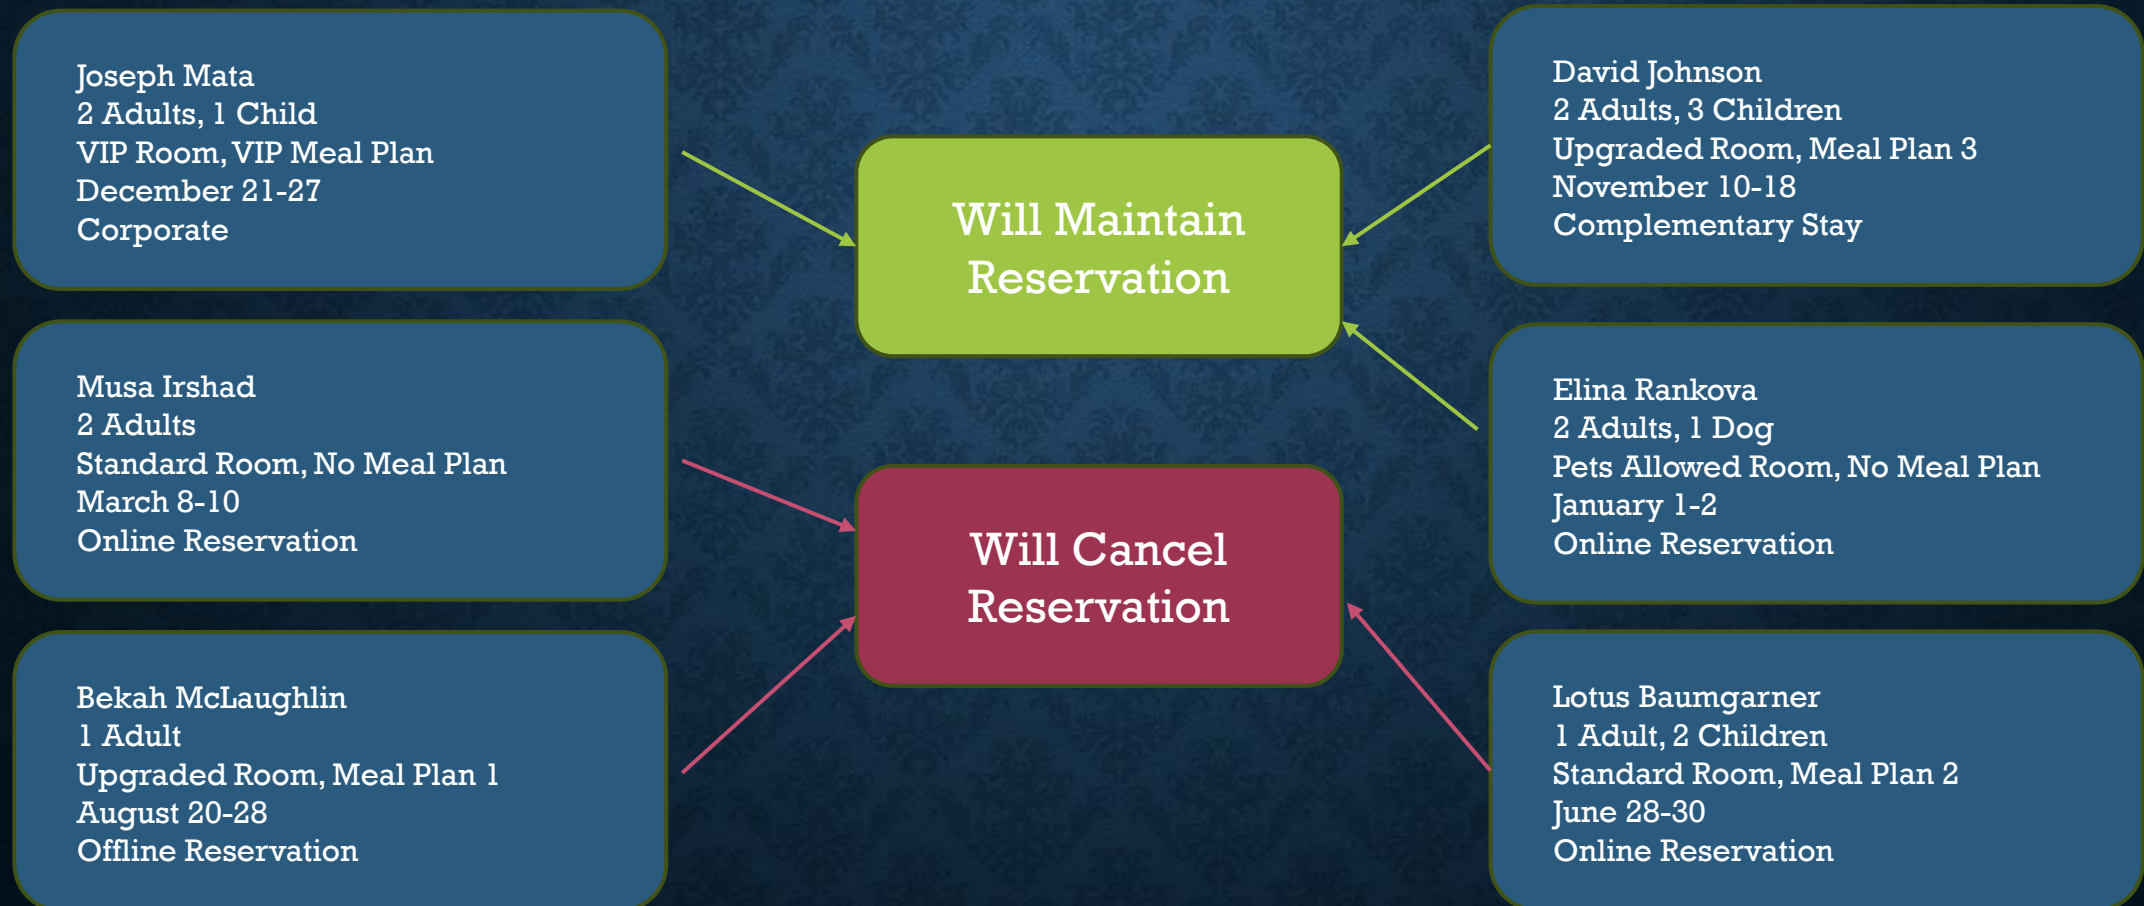 Joseph Mata
2 Adults, 1 Child
VIP Room, VIP Meal Plan
December 21-27
Corporate
Musa Irshad
2 Adults
Standard Room, No Meal Plan
March 8-10
Online Reservation
Bekah McLaughlin
1 Adult
Upgraded Room, Meal Plan 1
August 20-28
Offline Reservation
Will Maintain
Reservation
Will Cancel
Reservation
David Johnson
2 Adults, 3 Children
Upgraded Room, Meal Plan 3
November 10-18
Complementary Stay
Elina Rankova
2 Adults, 1 Dog
Pets Allowed Room, No Meal Plan
January 1-2
Online Reservation
Lotus Baumgarner
1 Adult, 2 Children
Standard Room, Meal Plan 2
June 28-30
Online Reservation